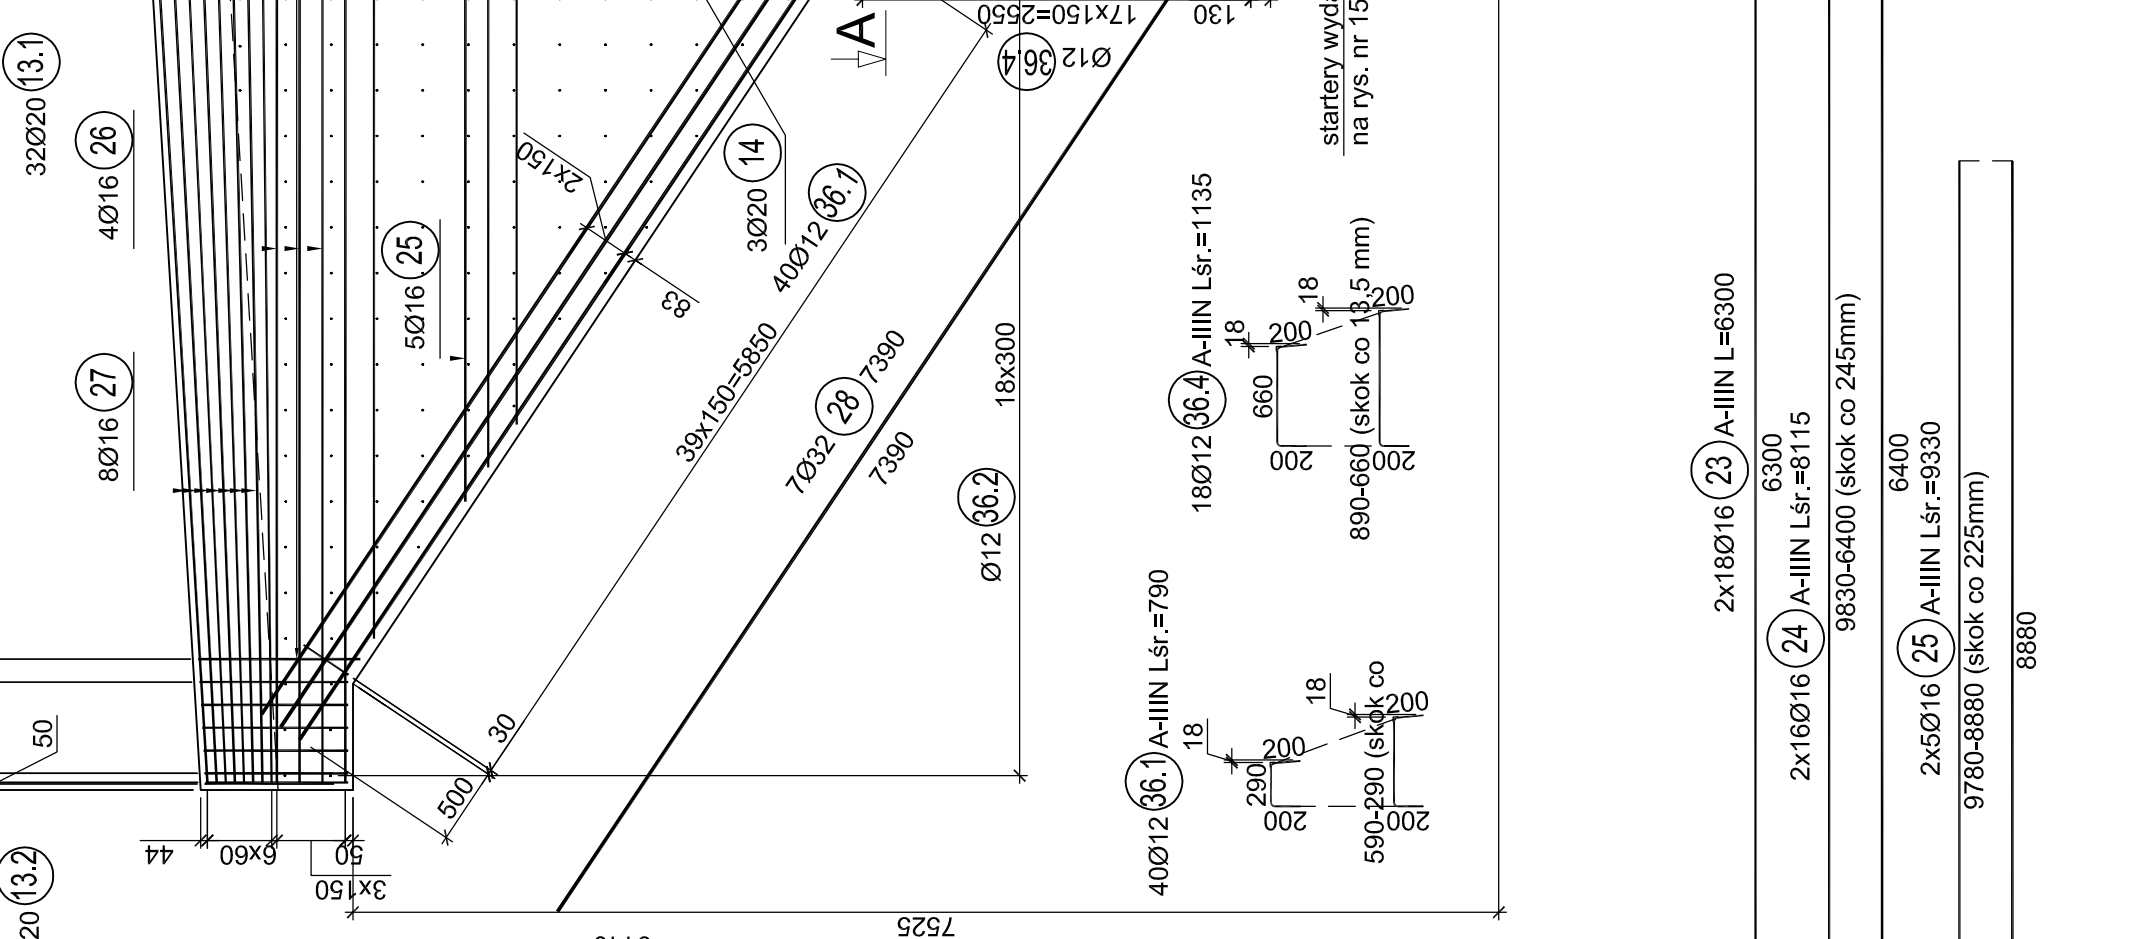 32Ø20 13.1
4Ø16 26
8Ø16 27
5Ø16 25
2x150
83
3Ø20 14
40Ø12 36.1
39x150=5850
30
500
50
44
6x60
50
3x150
20 13.2
7525
7Ø32 28 7390
7390
A
17x150=2550
130
36.4 Ø12
18x300
Ø12 36.2
startery wyda
na rys. nr 15
18Ø12 36.4 A-IIIN Lśr.=1135
18
200
660
200
18
200
200
890-660 (skok co 13,5 mm)
40Ø12 36.1 A-IIIN Lśr.=790
18
200
290
200
18
200
200
590-290 (skok co
2x18Ø16 23 A-IIIN L=6300
6300
2x16Ø16 24 A-IIIN Lśr.=8115
9830-6400 (skok co 245mm)
6400
2x5Ø16 25 A-IIIN Lśr.=9330
9780-8880 (skok co 225mm)
8880